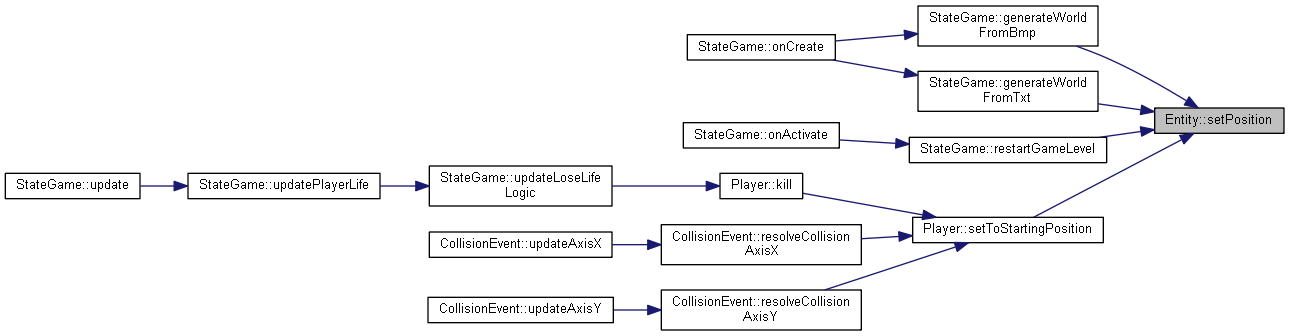 StateGame::generateWorld
FromBmp
StateGame::onCreate
StateGame::generateWorld
FromTxt
Entity::setPosition
StateGame::onActivate
StateGame::restartGameLevel
StateGame::update
StateGame::updatePlayerLife
StateGame::updateLoseLife
Logic
Player::kill
Player::setToStartingPosition
CollisionEvent::updateAxisX
CollisionEvent::resolveCollision
AxisX
CollisionEvent::updateAxisY
CollisionEvent::resolveCollision
AxisY